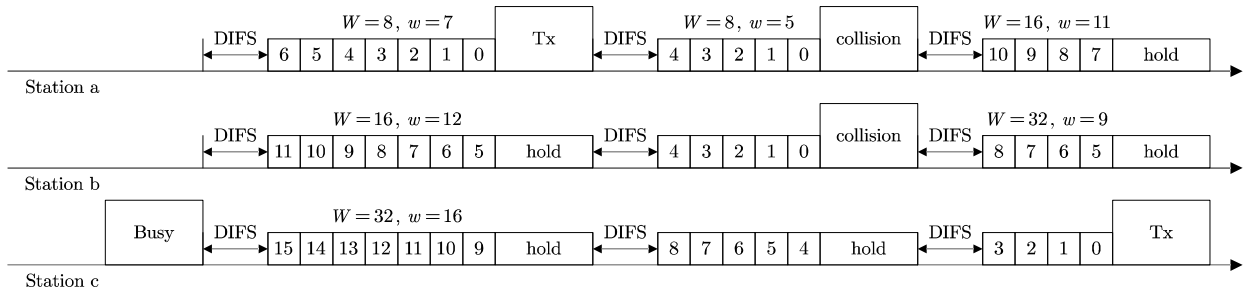 W = 8, w = 7
W = 8, w = 5
W = 16, w = 11
DIFS 6 5 4 3 2 1 0 Tx DIFS 4 3 2 1 0 collision DIFS 10 9 8 7 hold
Station a
W = 16, w = 12
W = 32, w = 9
DIFS 11 10 9 8 7 6 5 hold DIFS 4 3 2 1 0 collision DIFS 8 7 6 5 hold
Station b
W = 32, w = 16
Busy DIFS 15 14 13 12 11 10 9 hold DIFS 8 7 6 5 4 hold DIFS 3 2 1 0 Tx
Station c